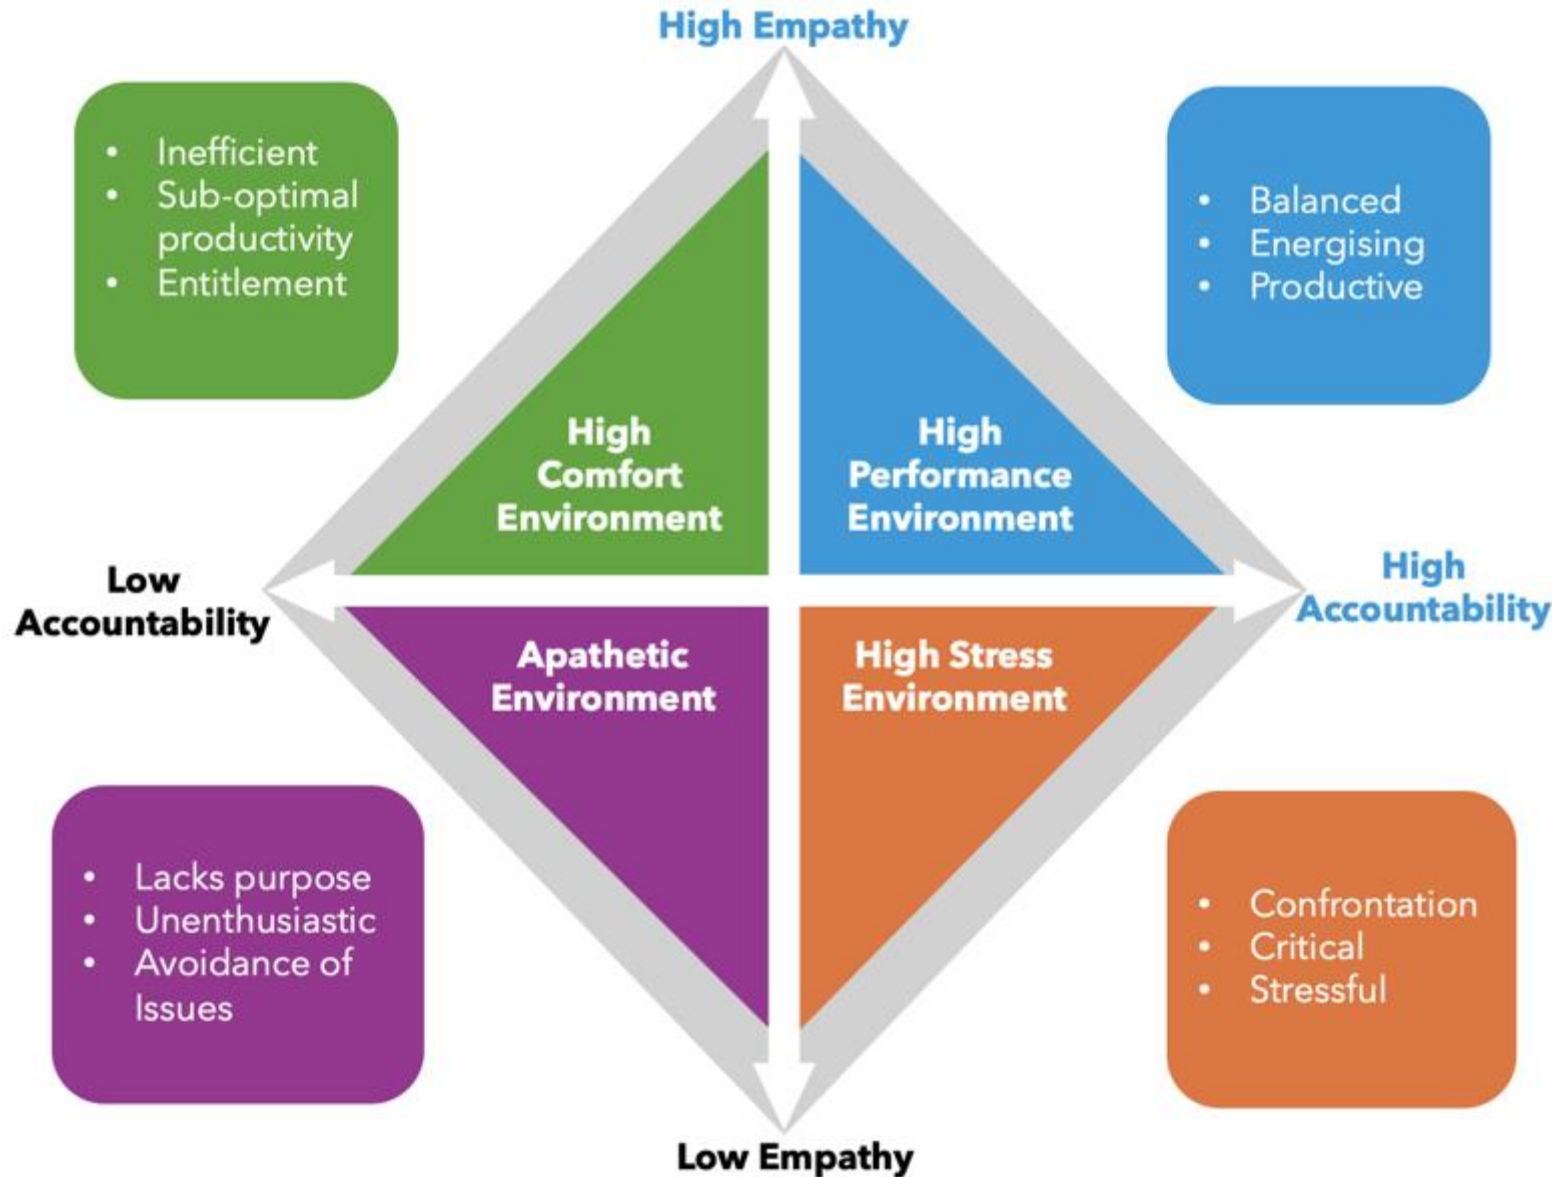 High Empathy
• Inefficient
• Sub-optimal
productivity
• Entitlement
• Balanced
• Energising
• Productive
High
Comfort
Environment
High
Performance
Environment
Low
Accountability
High
Accountability
Apathetic
Environment
High Stress
Environment
• Lacks purpose
• Unenthusiastic
• Avoidance of
Issues
• Confrontation
• Critical
• Stressful
Low Empathy